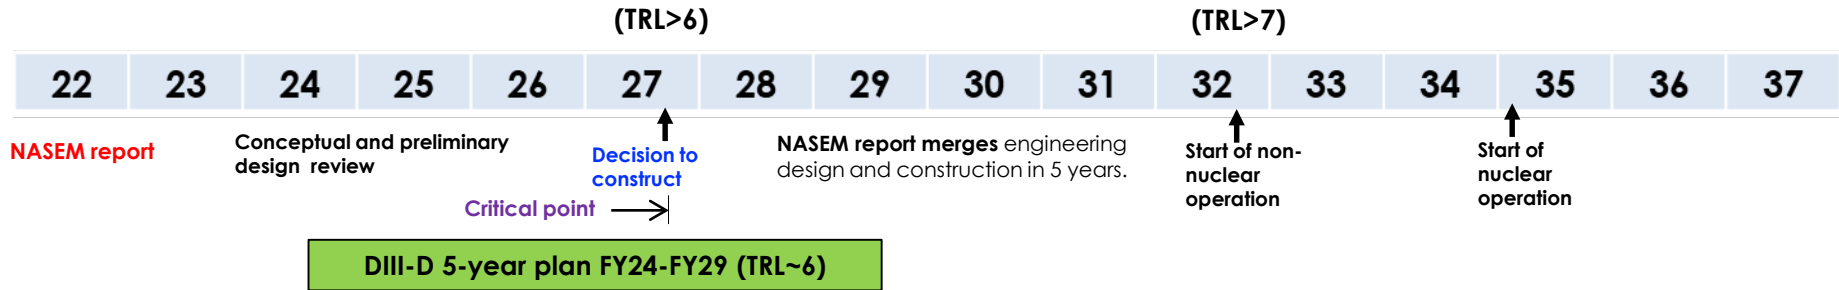 (TRL>6)
(TRL>7)
22 23 24 25 26 27 28 29 30 31 32 33 34 35 36 37
NASEM report
Conceptual and preliminary
design review
Decision to
construct
Critical point
NASEM report merges engineering
design and construction in 5 years.
Start of non-
nuclear
operation
Start of
nuclear
operation
DIII-D 5-year plan FY24-FY29 (TRL~6)